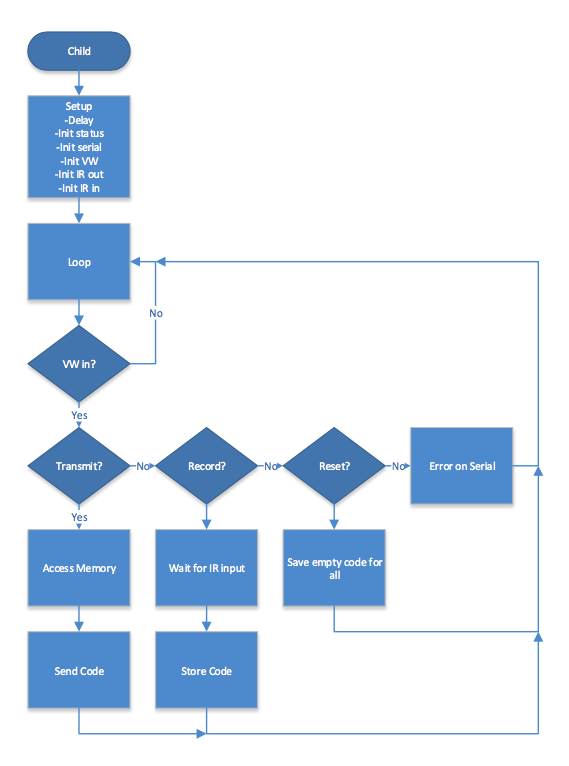 Child
Setup
-Delay
-Init status
-Init serial
-Init VW
-Init IR out
-Init IR in
Loop
No
VW in?
Yes
Transmit?
No
Record?
No
Reset?
No
Error on Serial
Yes
Access Memory
Wait for IR input
Save empty code for
all
Send Code
Store Code